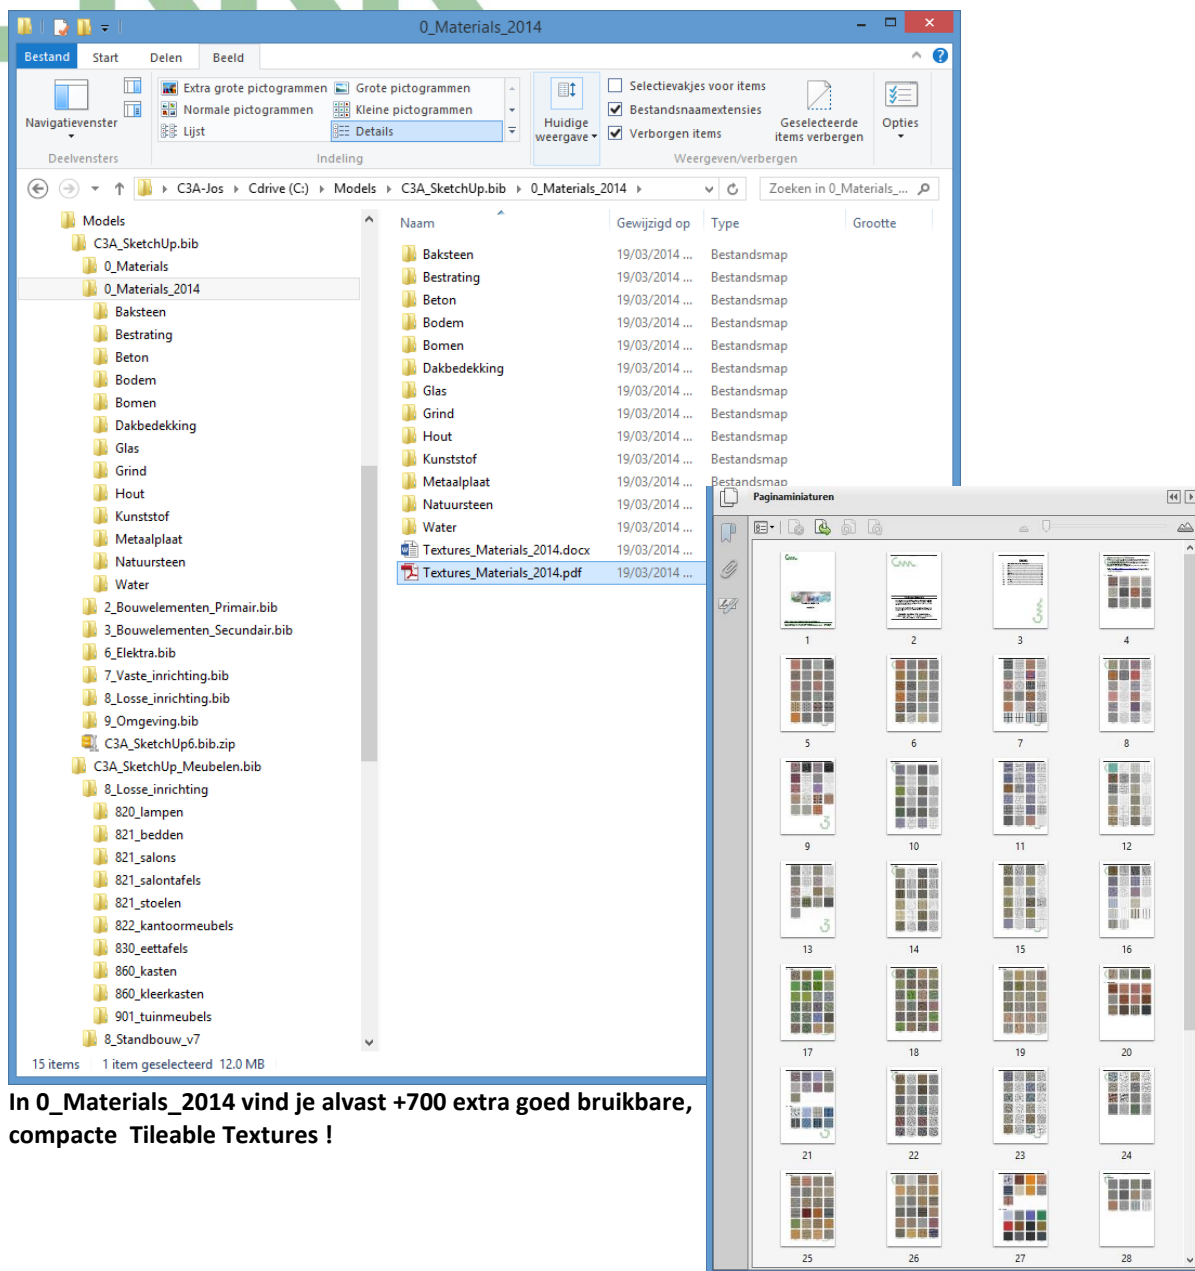 0_Materials_2014
Bestand Start Delen Beeld
Navigatievenster
Extra grote pictogrammen Grote pictogrammen
Normale pictogrammen Kleine pictogrammen
Lijst Details
Huidige weergave
Selectievakjes voor items
Bestandsnaamextensies
Verborgen items
Geselecteerde
items verbergen
Opties
Deelvensters Indeling Weergeven/verbergen
C3A-Jos Cdrive (C:) Models C3A_SketchUp.bib 0_Materials_2014 Zoeken in 0_Materials_...
Models
C3A_SketchUp.bib
0_Materials
0_Materials_2014
Baksteen
Bestrating
Beton
Bodem
Bomen
Dakbedekking
Glas
Grind
Hout
Kunststof
Metaalplaat
Natuursteen
Water
2_Bouwelementen_Primair.bib
3_Bouwelementen_Secundair.bib
6_Elektra.bib
7_Vaste_inrichting.bib
8_Losse_inrichting.bib
9_Omgeving.bib
C3A_SketchUp6.bib.zip
C3A_SketchUp_Meubelen.bib
8_Losse_inrichting
820_lampen
821_bedden
821_salons
821_salontafels
821_stoelen
822_kantoormeubels
830_eettafels
860_kasten
860_kleerkasten
901_tuinmeubels
8_Standbouw_v7
Naam Gewijzigd op Type Grootte
Baksteen 19/03/2014 ... Bestandsmap
Bestrating 19/03/2014 ... Bestandsmap
Beton 19/03/2014 ... Bestandsmap
Bodem 19/03/2014 ... Bestandsmap
Bomen 19/03/2014 ... Bestandsmap
Dakbedekking 19/03/2014 ... Bestandsmap
Glas 19/03/2014 ... Bestandsmap
Grind 19/03/2014 ... Bestandsmap
Hout 19/03/2014 ... Bestandsmap
Kunststof 19/03/2014 ... Bestandsmap
Metaalplaat 19/03/2014 ... Bestandsmap
Natuursteen 19/03/2014 ...
Water 19/03/2014 ...
Textures_Materials_2014.docx 19/03/2014 ...
Textures_Materials_2014.pdf 19/03/2014 ...
15 items 1 item geselecteerd 12.0 MB
Paginaminiaturen
1 2 3 4
5 6 7 8
9 10 11 12
13 14 15 16
17 18 19 20
21 22 23 24
25 26 27 28
In 0_Materials_2014 vind je alvast +700 extra goed bruikbare,
compacte Tileable Textures !